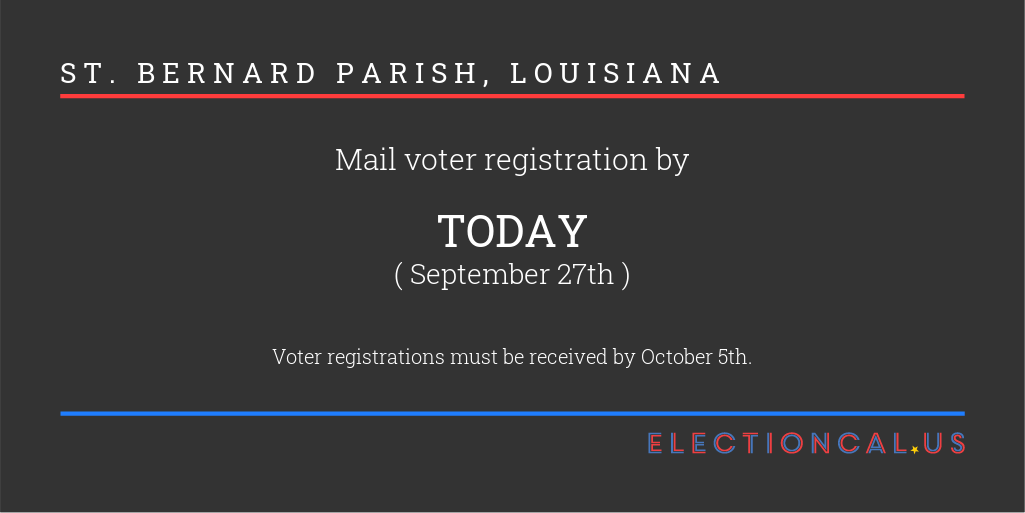 ST. BERNARD PARISH, LOUISIANA
Mail voter registration by
TODAY
( September 27th )
Voter registrations must be received by October 5th.
ELECTIONCAL.US